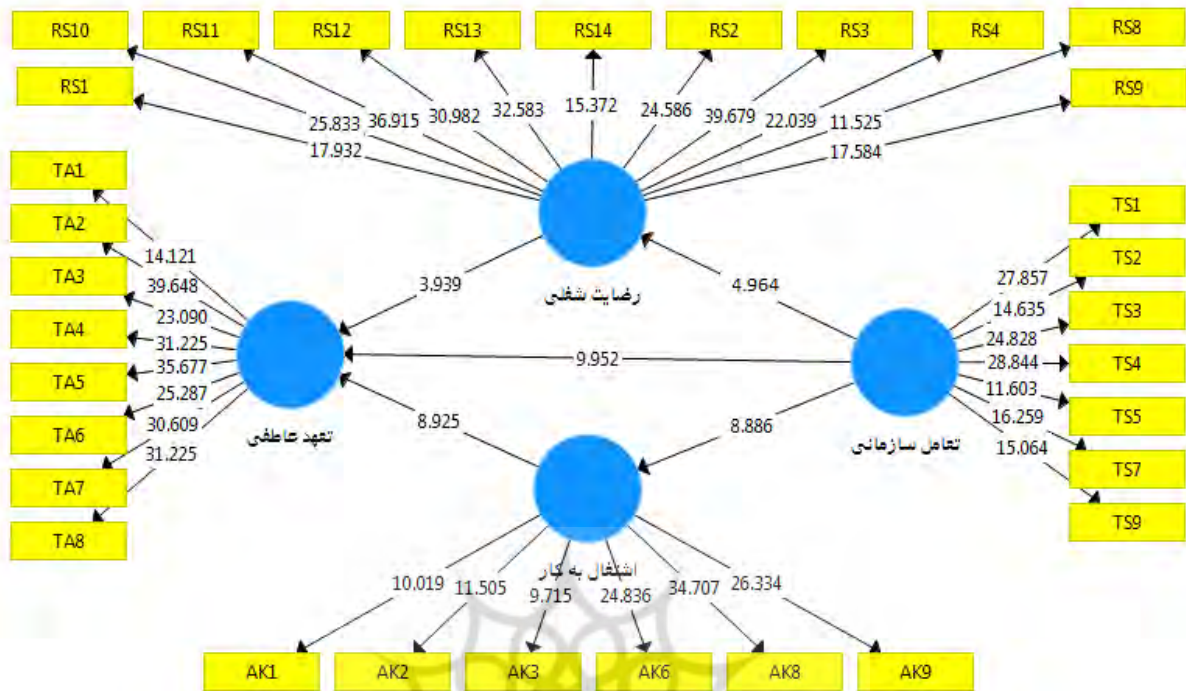 RS10 RS11 RS12 RS13 RS14 RS2 RS3 RS4 RS8
RS1 RS9
25.833 36.915 30.982 32.583 15.372 24.586 39.679 22.039 11.525
17.932 17.584
TA1
TA2
TA3
TA4
TA5
TA6
TA7
TA8
14.121
39.648
23.090
31.225
35.677
25.287
30.609
31.225
رضایت شغلی
3.939
4.964
9.952
تعهد عاطفی
8.925
8.886
تعامل سازمانی
TS1
TS2
TS3
TS4
TS5
TS7
TS9
27.857
14.635
24.828
28.844
11.603
16.259
15.064
اشتغال به کار
10.019 11.505 9.715 24.836 34.707 26.334
AK1 AK2 AK3 AK6 AK8 AK9